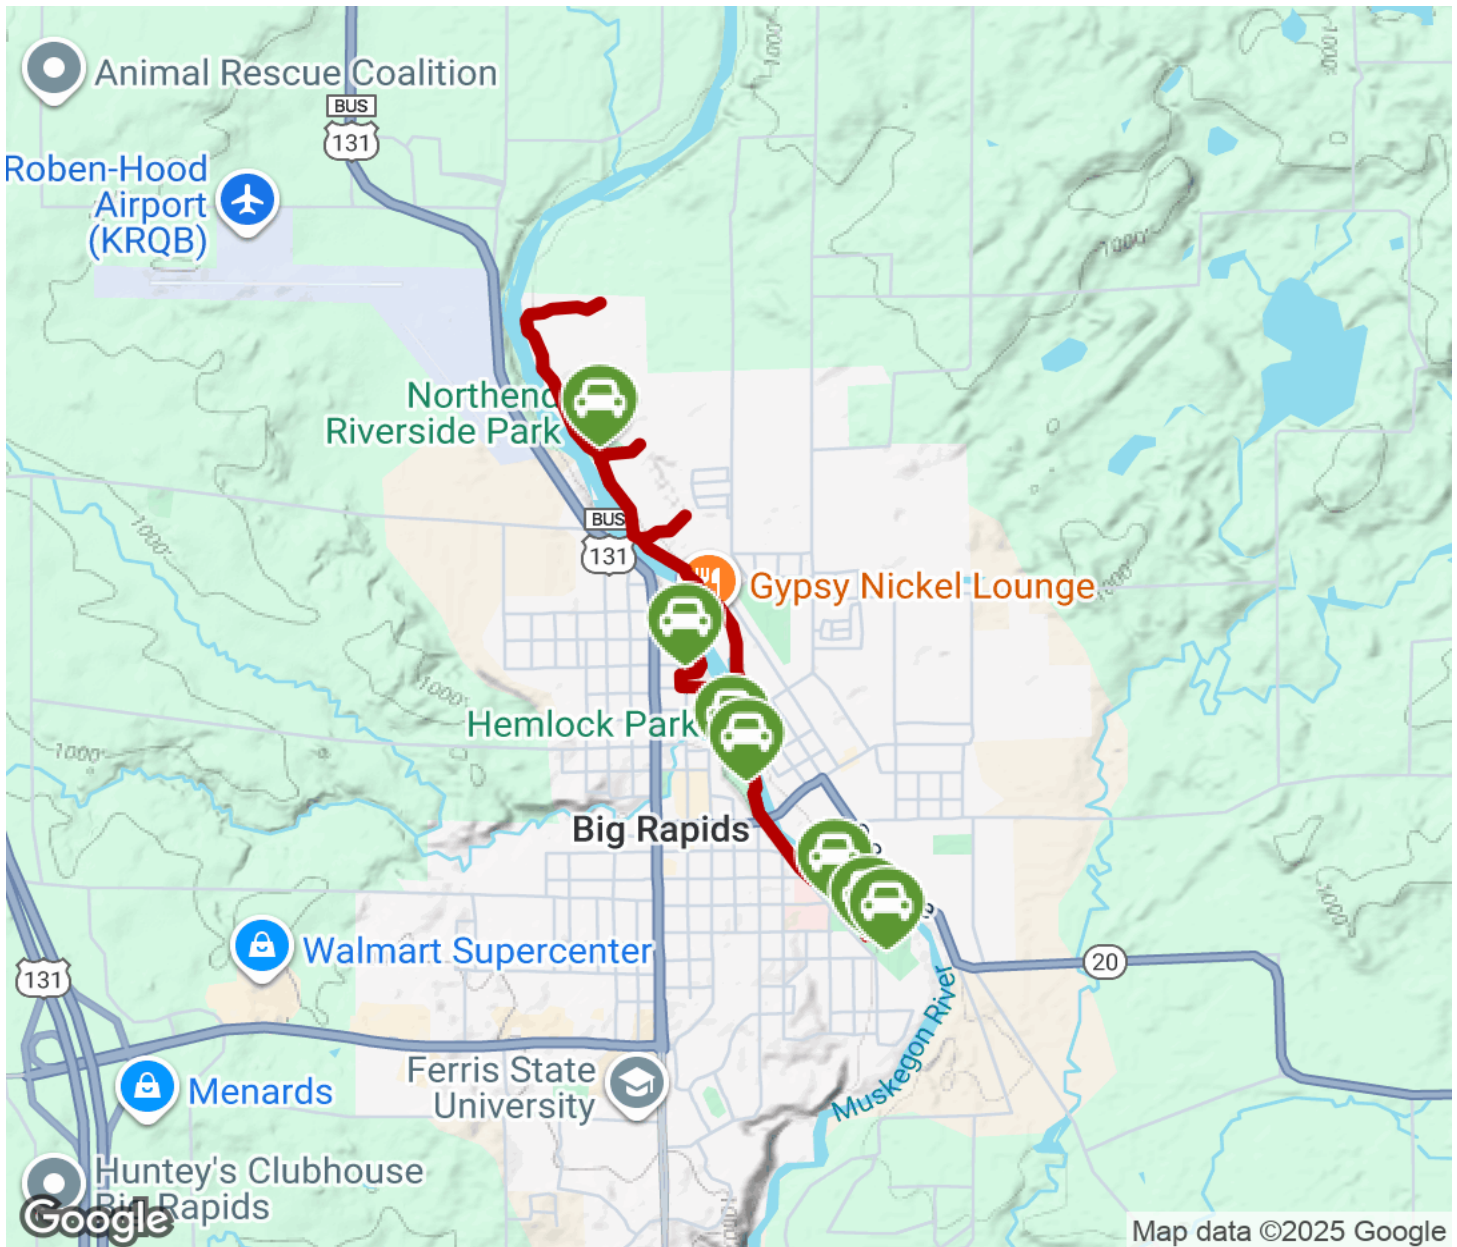 Animal Rescue Coalition
BUS
131
Roben-Hood
Airport
(KRQB)
1000'
1000'
1000'
Northend
Riverside Park
BUS
131
1000'
1000'
Gypsy Nickel Lounge
1000'
1000'
Hemlock Park
Big Rapids
1000'
Walmart Supercenter
131
20
Muskegon River
Ferris State
University
Menards
Huntey's Clubhouse
Big Rapids
Google
Map data ©2025 Google